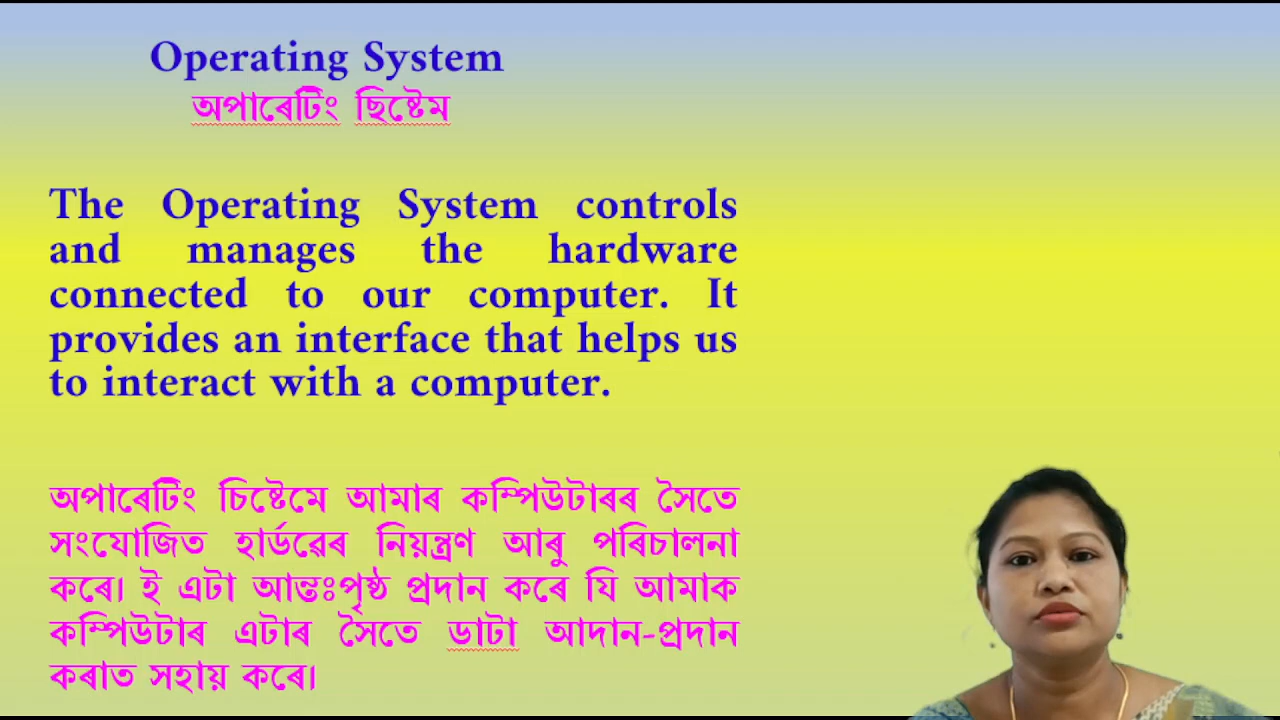 Operating System
অপাৰেটিং ছিষ্টেম
The Operating System controls
and manages the hardware
connected to our computer. It
provides an interface that helps us
to interact with a computer.
অপাৰেটিং চিষ্টেমে আমাৰ কম্পিউটাৰৰ সৈতে
সংযোজিত হাৰ্ডৱেৰ নিয়ন্ত্ৰণ আৰু পৰিচালনা
কৰে। ই এটা আন্তঃপৃষ্ঠ প্ৰদান কৰে যি আমাক
কম্পিউটাৰ এটাৰ সৈতে ডাটা আদান-প্ৰদান
কৰাত সহায় কৰে।